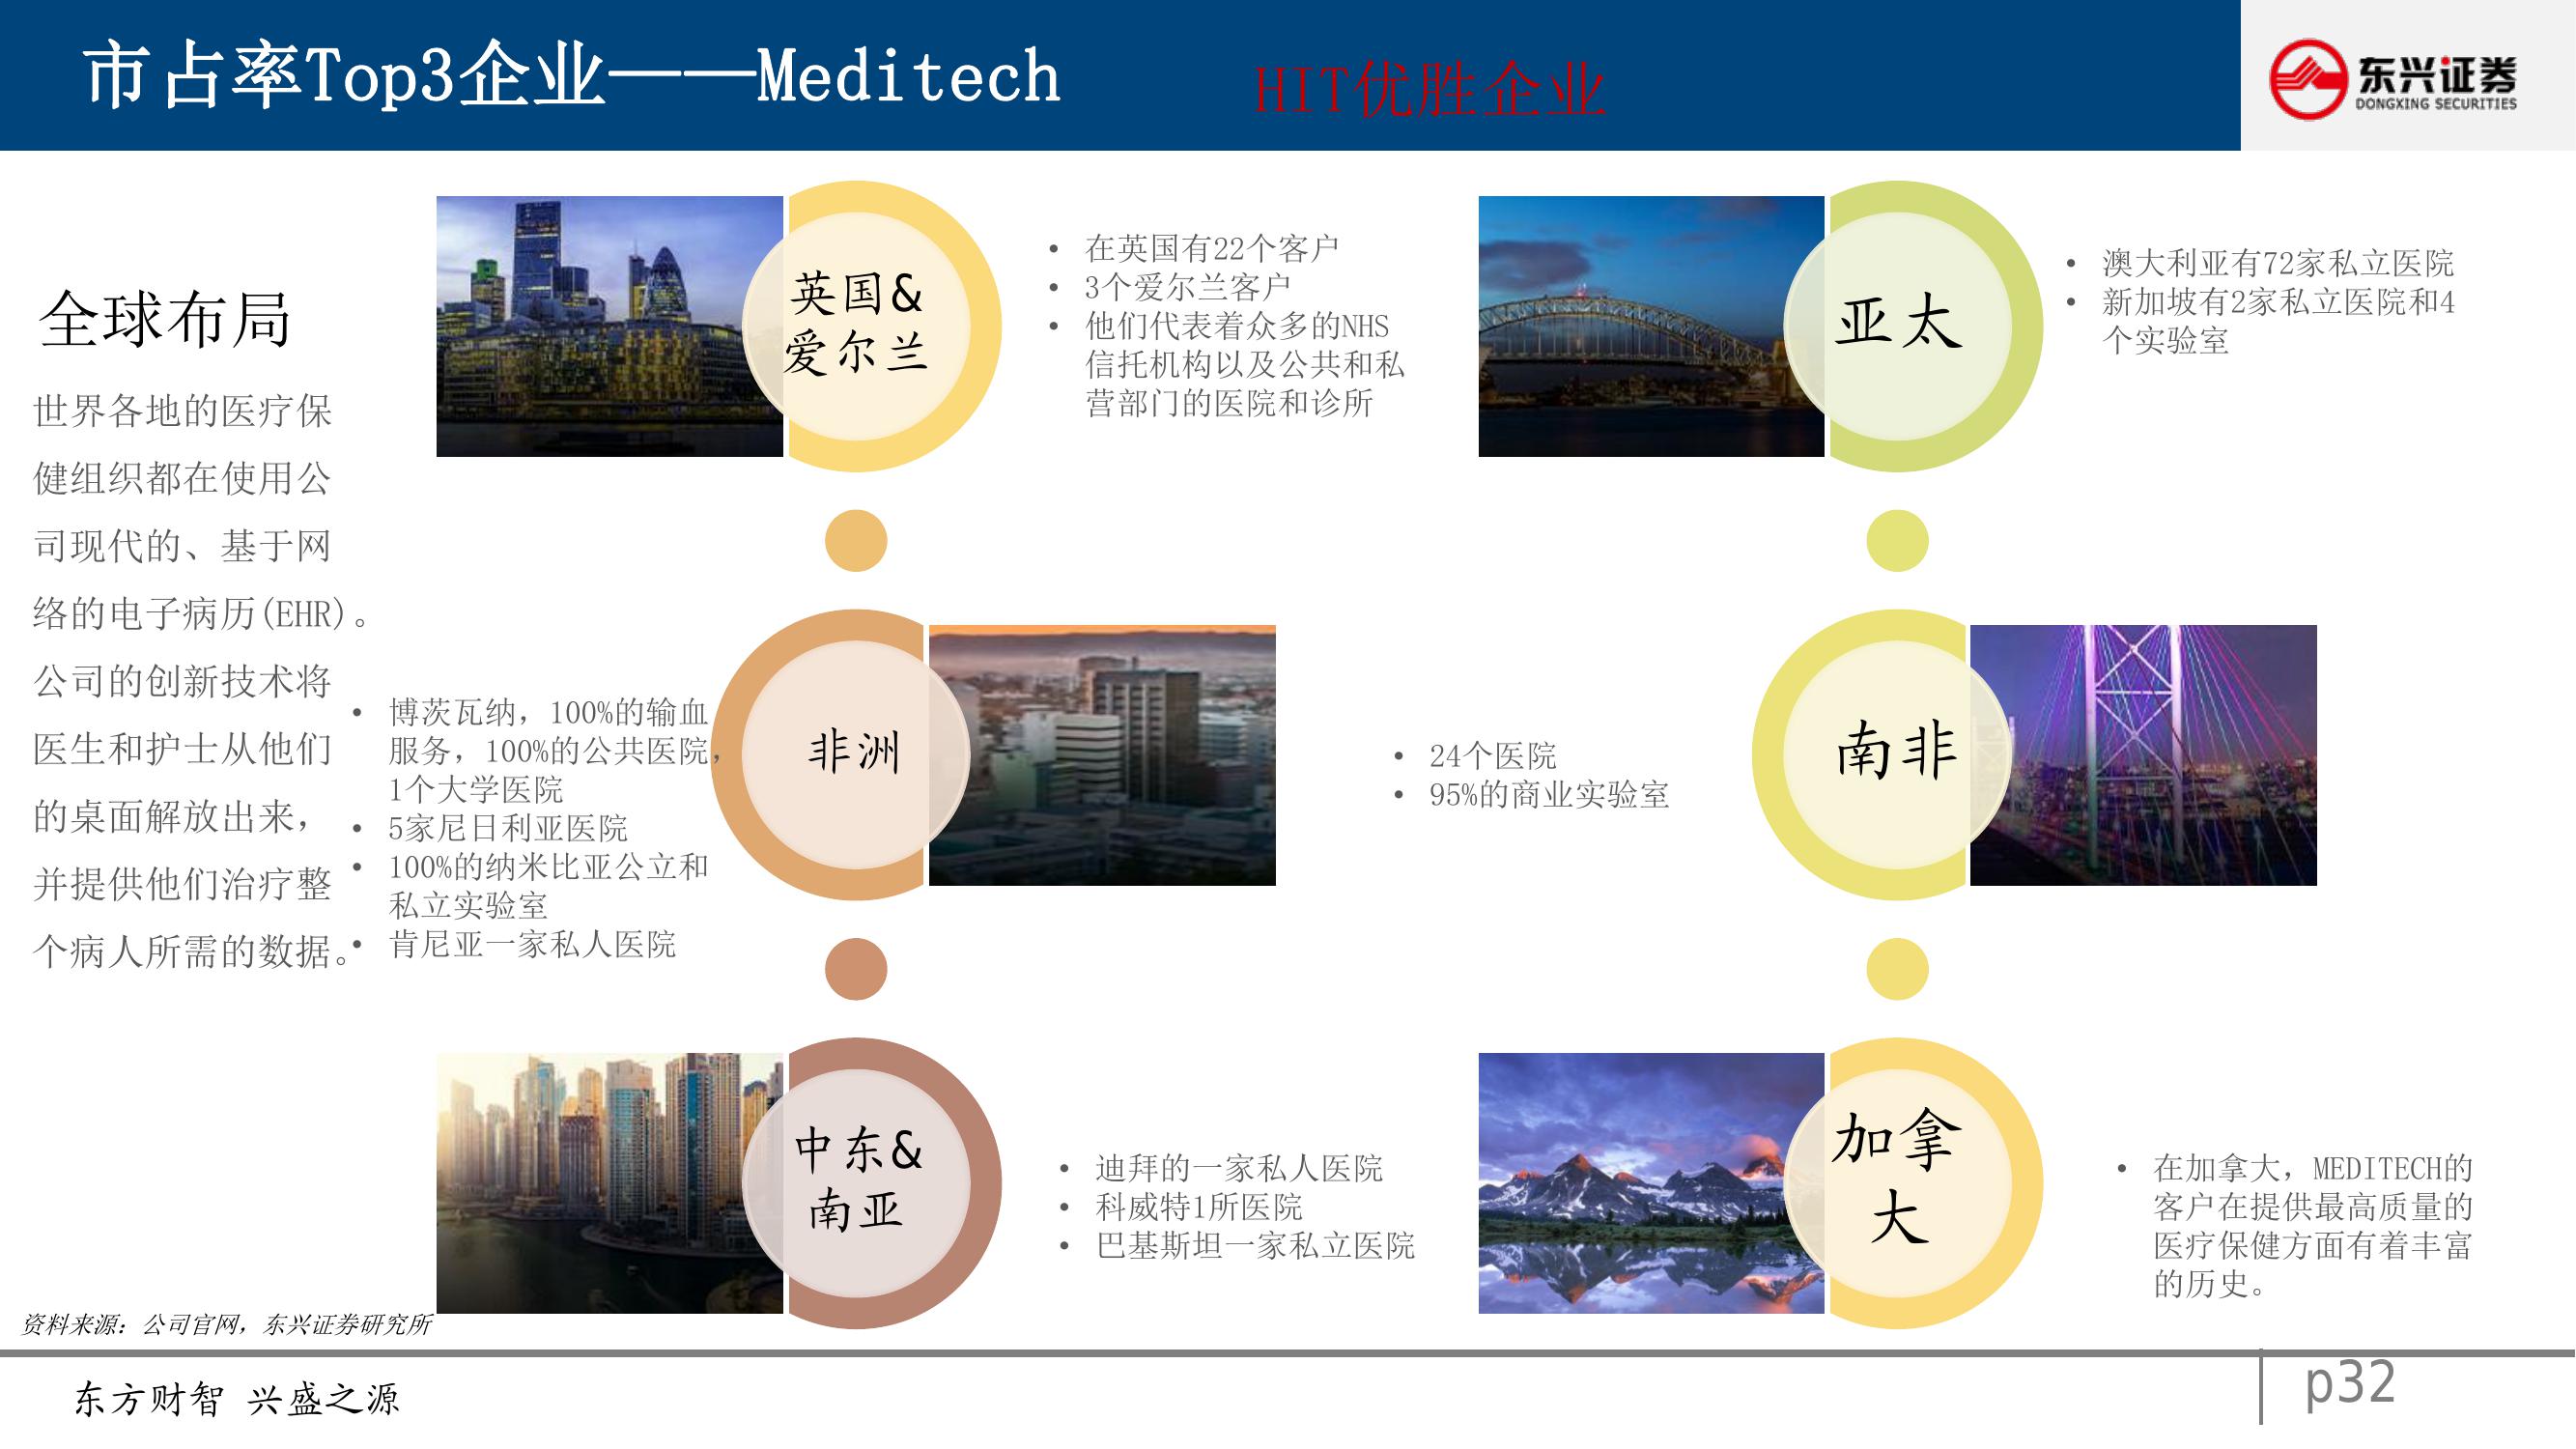 市占率Top3企业——Meditech
HIT优胜企业
东兴证券
DONGXING SECURITIES
全球布局
世界各地的医疗保
健组织都在使用公
司现代的、基于网
络的电子病历(EHR)。
公司的创新技术将
医生和护士从他们
的桌面解放出来，
并提供他们治疗整
个病人所需的数据。
英国&
爱尔兰
• 在英国有22个客户
• 3个爱尔兰客户
• 他们代表着众多的NHS
信托机构以及公共和私
营部门的医院和诊所
• 博茨瓦纳，100%的输血
服务，100%的公共医院，
1个大学医院
• 5家尼日利亚医院
• 100%的纳米比亚公立和
私立实验室
• 肯尼亚一家私人医院
非洲
中东&
南亚
• 迪拜的一家私人医院
• 科威特1所医院
• 巴基斯坦一家私立医院
亚太
• 澳大利亚有72家私立医院
• 新加坡有2家私立医院和4
个实验室
• 24个医院
• 95%的商业实验室
南非
加拿
大
• 在加拿大，MEDITECH的
客户在提供最高质量的
医疗保健方面有着丰富
的历史。
资料来源：公司官网，东兴证券研究所
东方财智 兴盛之源
p32